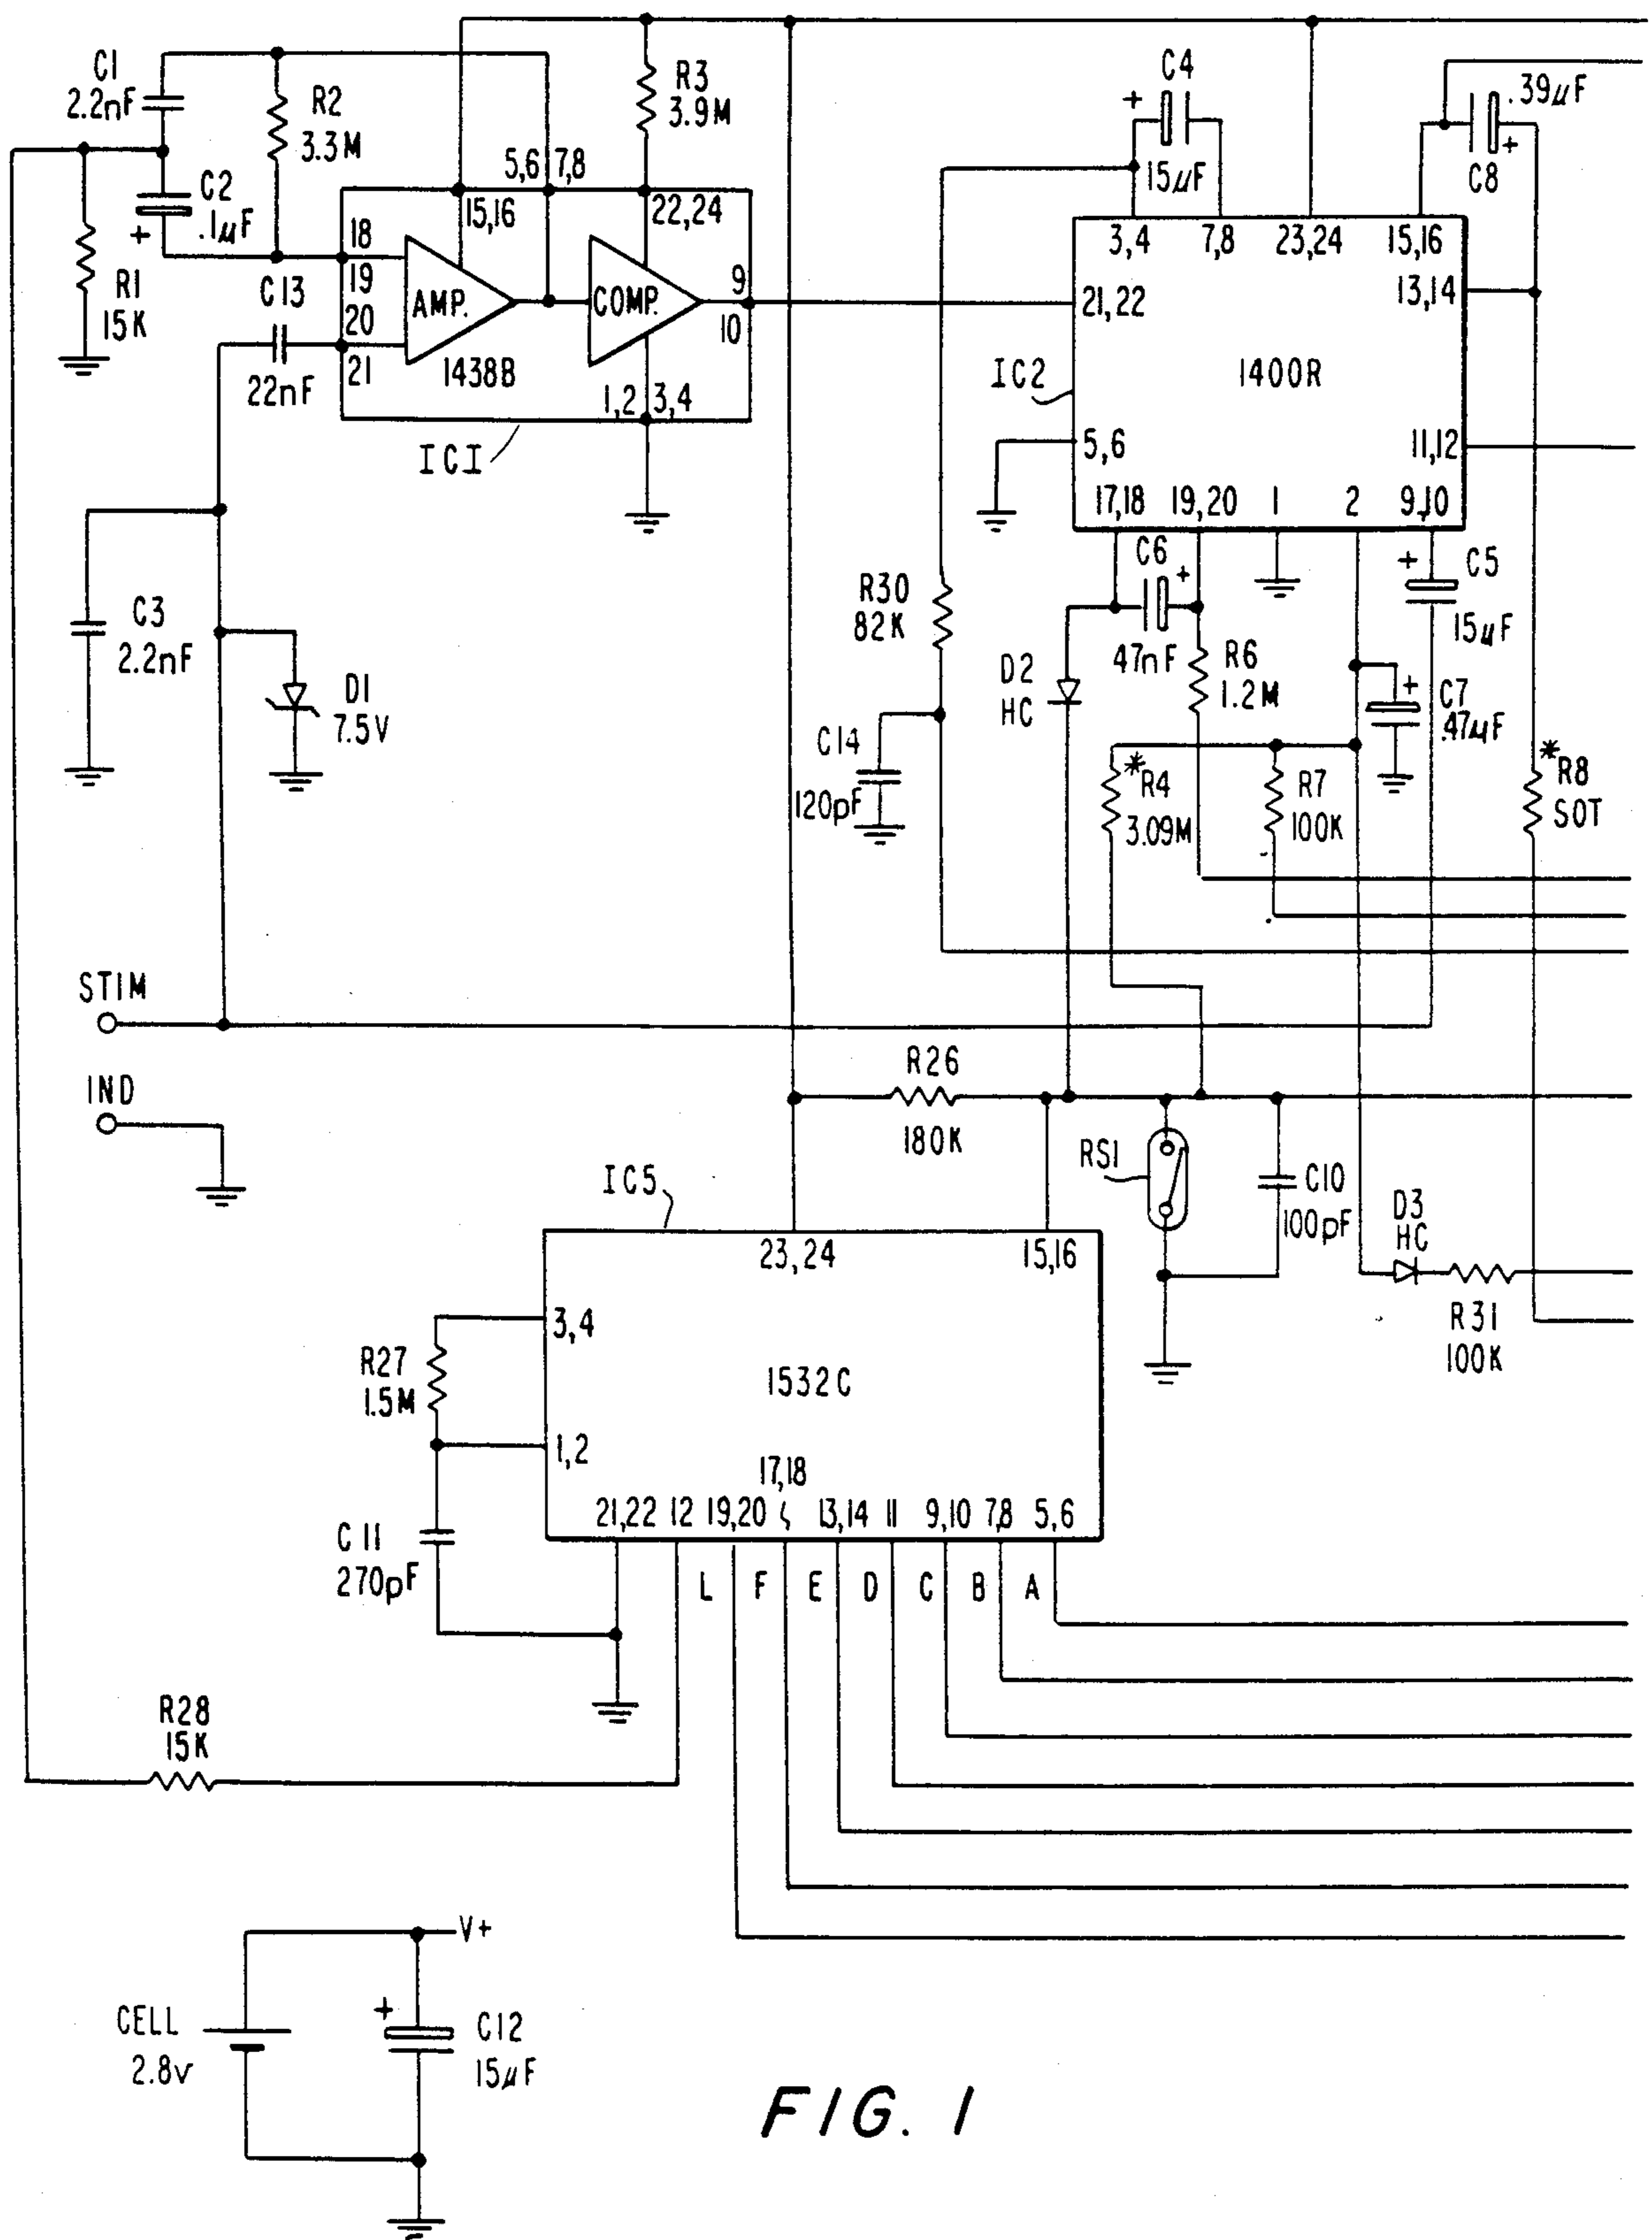 C1
2.2nF
R2
3.3M
R3
3.9M
C4
15µF
.39µF
C8
C2
.1µF
+
R1
15K
C13
22nF
5,6 7,8
15,16
22,24
18
19
20
21
AMP.
COMP.
1438B
9
10
1,2 3,4
IC1
+
+
3,4 7,8 23,24 15,16
13,14
21,22
1400R
IC2
5,6
11,12
17,18 19,20 1 2 9,10
C3
2.2nF
D1
7.5V
R30
82K
C14
120pF
D2
HC
C6
+
47nF
R6
1.2M
+
C5
15µF
+
C7
.47µF
*R4
3.09M
R7
100K
*R8
SOT
STIM
IND
R26
180K
RS1
C10
100pF
D3
HC
R31
100K
IC5
23,24
15,16
3,4
R27
1.5M
1532C
1,2
17,18
21,22 12 19,20 13,14 11 9,10 7,8 5,6
C11
270pF
L F E D C B A
R28
15K
V+
CELL
2.8v
+
C12
15µF
FIG. 1